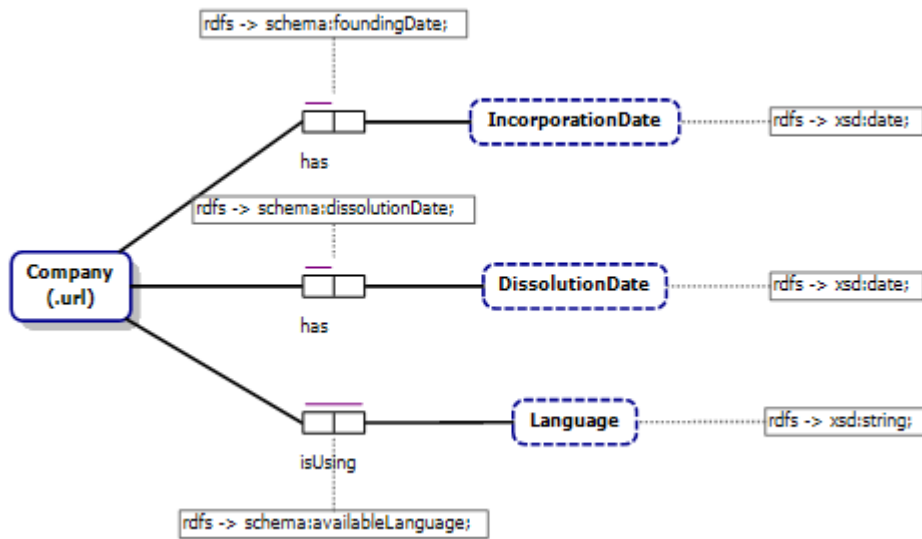 rdfs -> schema:foundingDate;
IncorporationDate
rdfs -> xsd:date;
has
rdfs -> schema:dissolutionDate;
Company
(.url)
DissolutionDate
rdfs -> xsd:date;
has
Language
rdfs -> xsd:string;
isUsing
rdfs -> schema:availableLanguage;